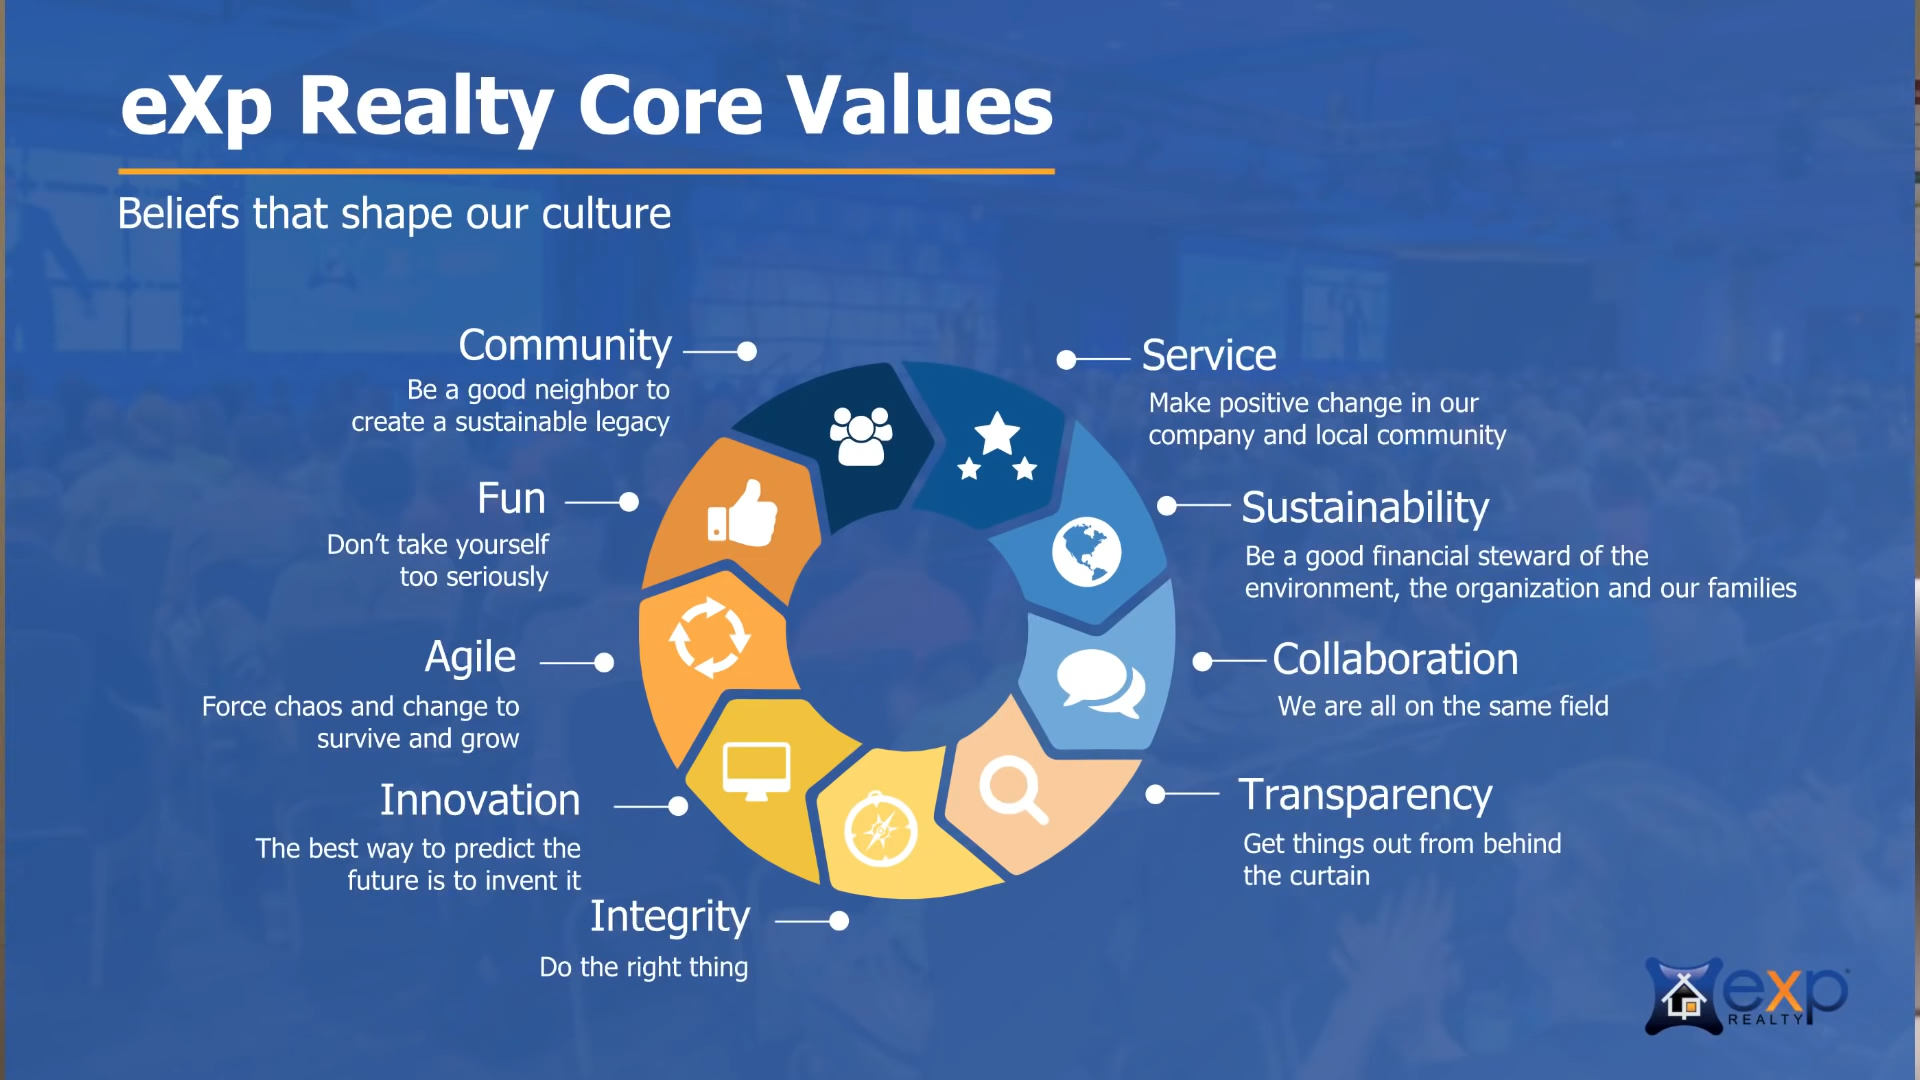 eXp Realty Core Values
Beliefs that shape our culture
Community
Be a good neighbor to
create a sustainable legacy
Fun
Don't take yourself
too seriously
Agile
Force chaos and change to
survive and grow
Innovation
The best way to predict the
future is to invent it
Integrity
Do the right thing
Service
Make positive change in our
company and local community
Sustainability
Be a good financial steward of the
environment, the organization and our families
Collaboration
We are all on the same field
Transparency
Get things out from behind
the curtain
exp
REALTY